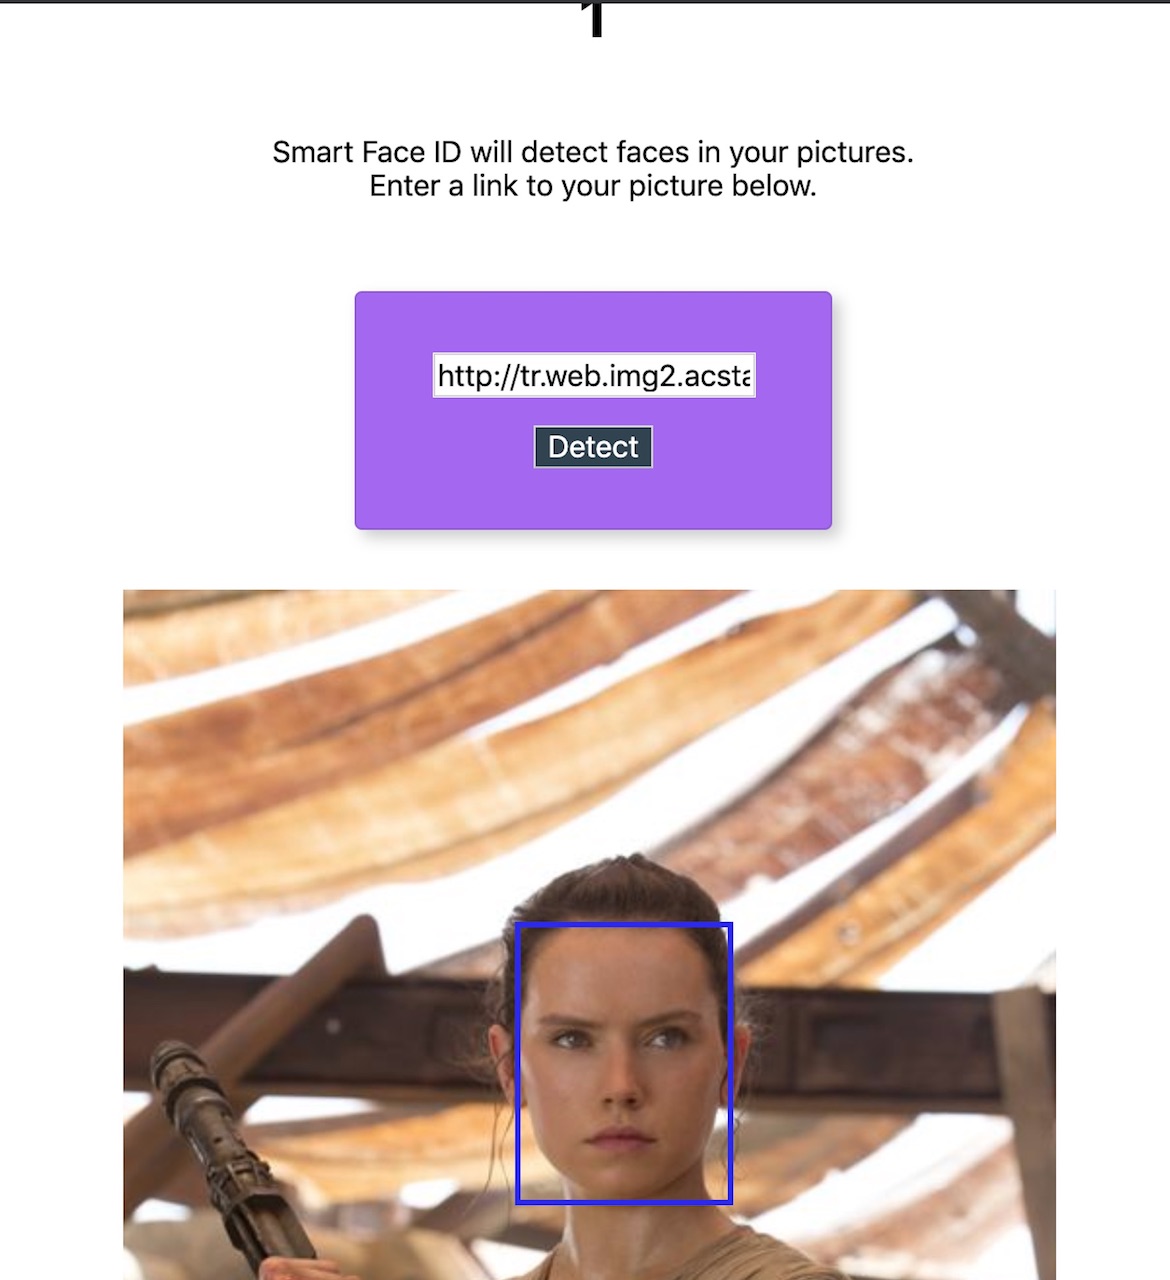 1
Smart Face ID will detect faces in your pictures.
Enter a link to your picture below.
http://tr.web.img2.acsta
Detect